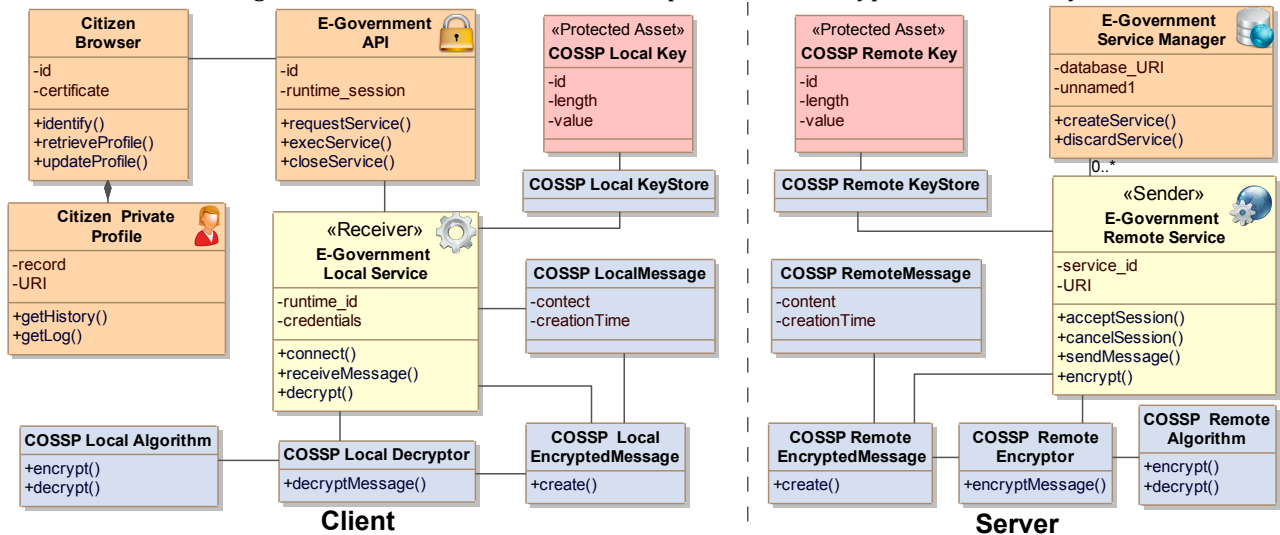 Citizen
Browser
-id
-certificate
+identify()
+retrieveProfile()
+updateProfile()
E-Government
API
-id
-runtime_session
+requestService()
+execService()
+closeService()
«Protected Asset»
COSSP Local Key
-id
-length
-value
COSSP Local KeyStore
Citizen Private
Profile
-record
-URI
+getHistory()
+getLog()
«Receiver»
E-Government
Local Service
-runtime_id
-credentials
+connect()
+receiveMessage()
+decrypt()
COSSP LocalMessage
-contect
-creationTime
COSSP Local Algorithm
+encrypt()
+decrypt()
COSSP Local Decryptor
+decryptMessage()
COSSP Local
EncryptedMessage
+create()
Client
«Protected Asset»
COSSP Remote Key
-id
-length
-value
COSSP Remote KeyStore
E-Government
Service Manager
-database_URI
-unnamed1
+createService()
+discardService()
0..*
«Sender»
E-Government
Remote Service
-service_id
-URI
+acceptSession()
+cancelSession()
+sendMessage()
+encrypt()
COSSP RemoteMessage
-content
-creationTime
COSSP Remote
EncryptedMessage
+create()
COSSP Remote
Encryptor
+encryptMessage()
COSSP Remote
Algorithm
+encrypt()
+decrypt()
Server